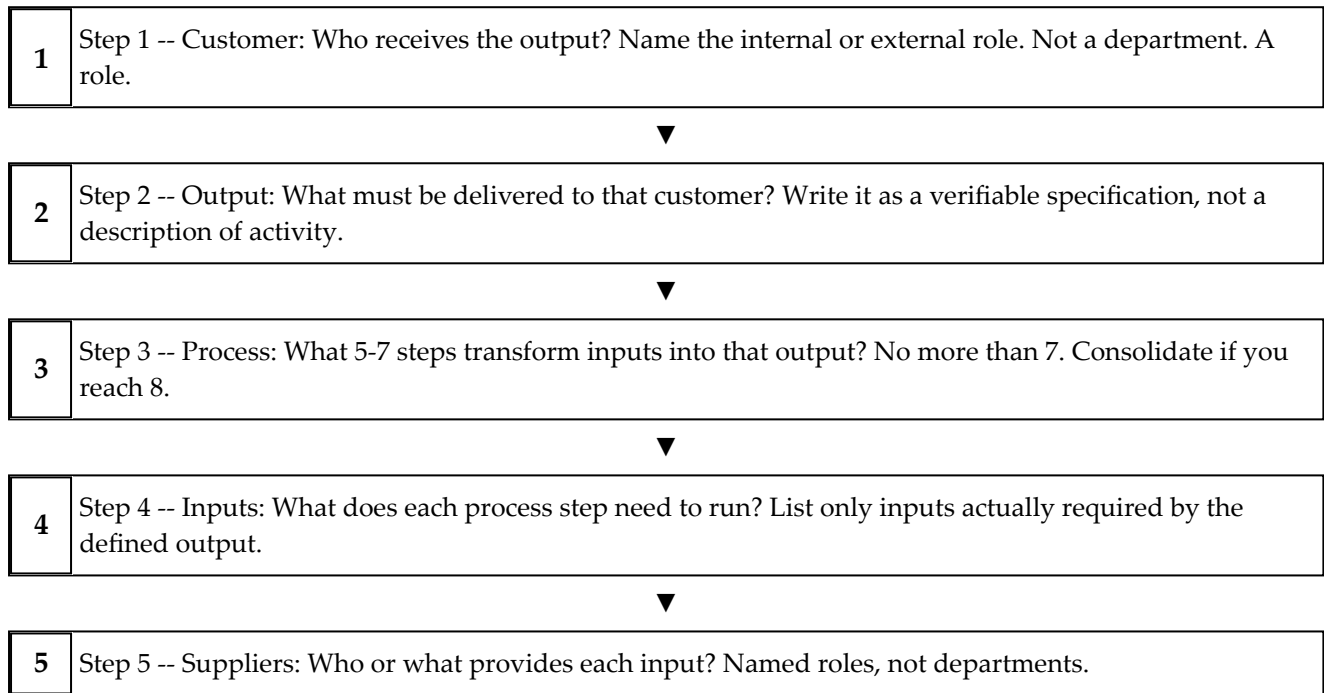 1
Step 1 -- Customer: Who receives the output? Name the internal or external role. Not a department. A
role.
▼
2
Step 2 -- Output: What must be delivered to that customer? Write it as a verifiable specification, not a
description of activity.
▼
3
Step 3 -- Process: What 5-7 steps transform inputs into that output? No more than 7. Consolidate if you
reach 8.
▼
4
Step 4 -- Inputs: What does each process step need to run? List only inputs actually required by the
defined output.
▼
5
Step 5 -- Suppliers: Who or what provides each input? Named roles, not departments.